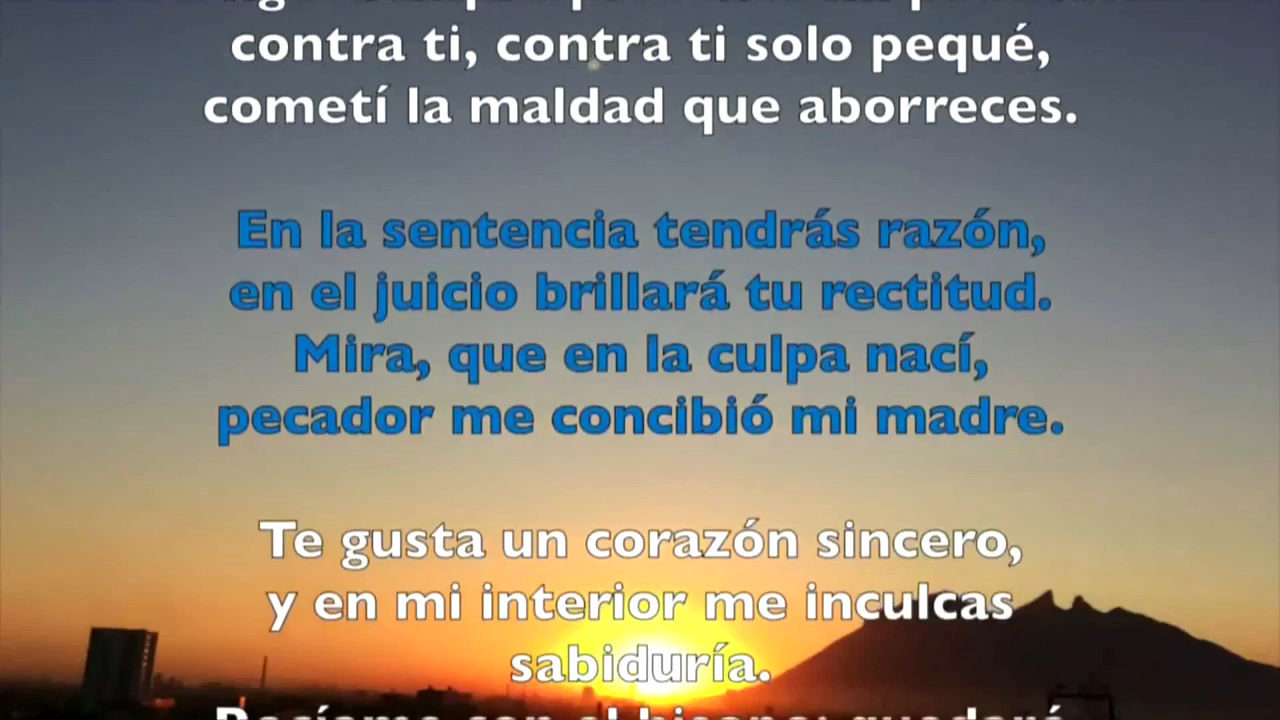 contra ti, contra ti solo pequé,
cometí la maldad que aborreces.
En la sentencia tendrás razón,
en el juicio brillará tu rectitud.
Mira, que en la culpa nací,
pecador me concibió mi madre.
Te gusta un corazón sincero,
y en mi interior me inculcas
sabiduría.